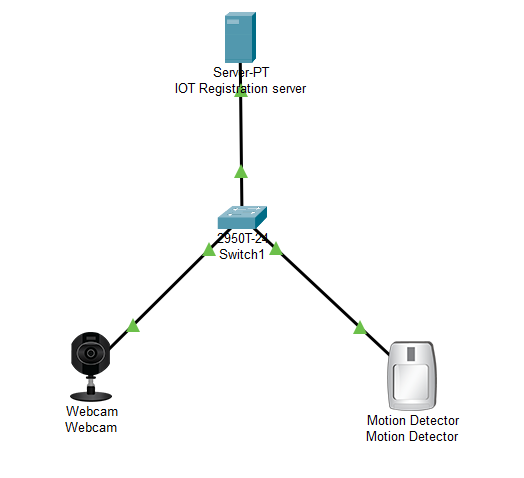 Server-PT
IOT Registration server
2950T-24
Switch1
Webcam
Webcam
Motion Detector
Motion Detector